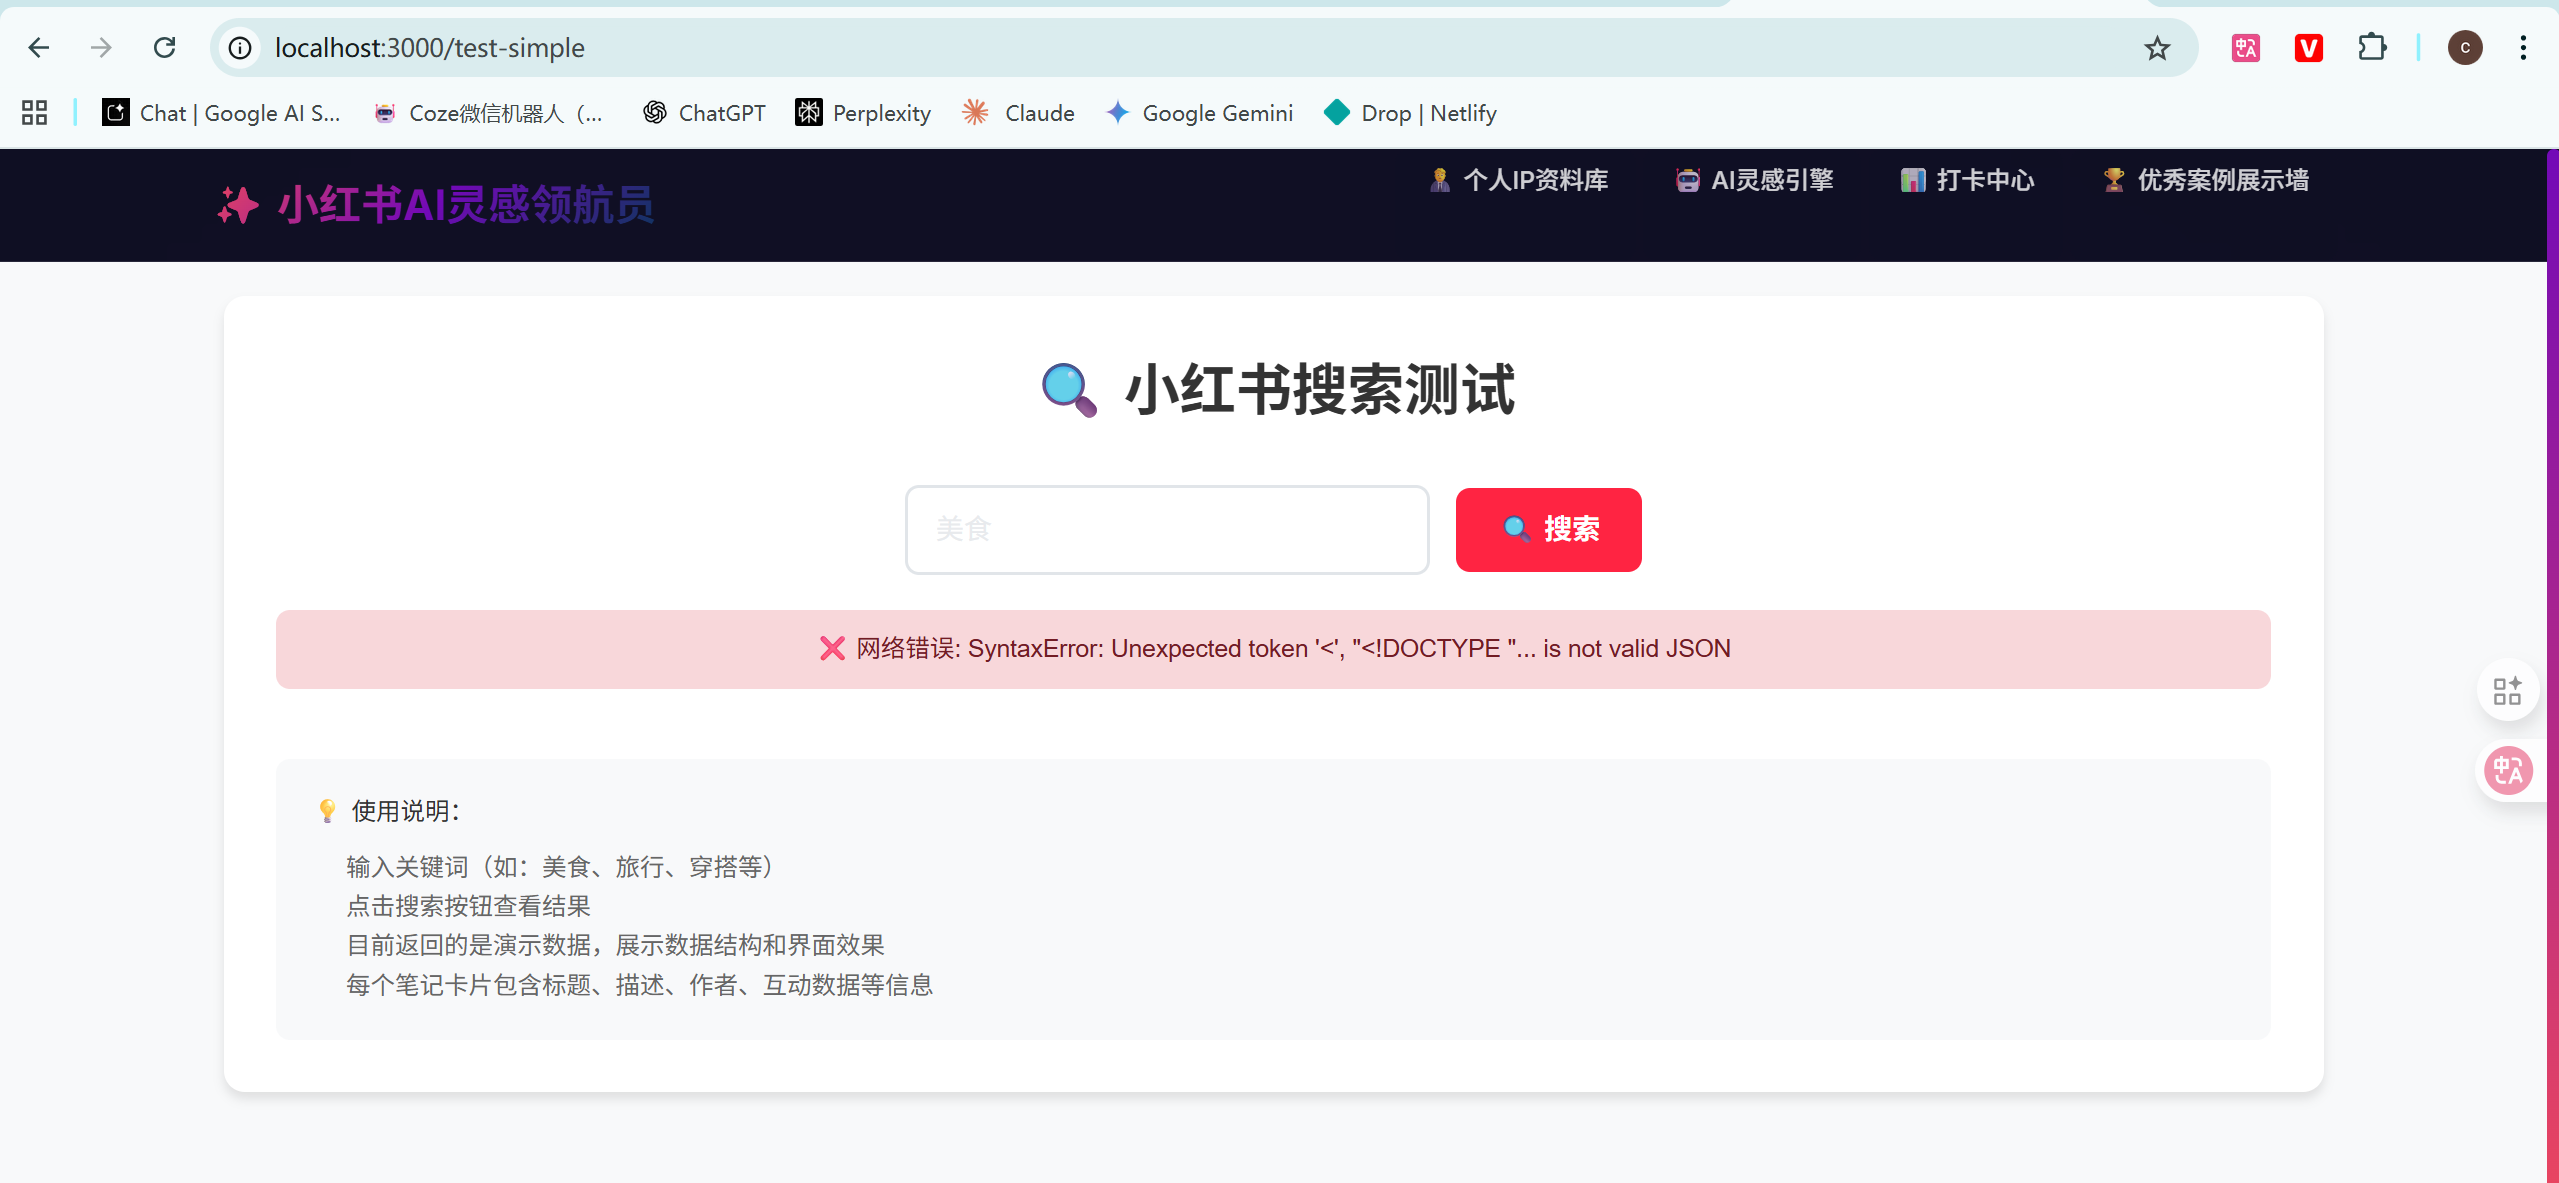 localhost:3000/test-simple
C
Chat | Google AI S...
Coze微信机器人（...
ChatGPT
Perplexity
Claude
Google Gemini
Drop | Netlify
小红书AI灵感领航员
个人IP资料库
AI灵感引擎
打卡中心
优秀案例展示墙
小红书搜索测试
美食
搜索
网络错误: SyntaxError: Unexpected token '<', "<!DOCTYPE "... is not valid JSON
使用说明：
输入关键词（如：美食、旅行、穿搭等）
点击搜索按钮查看结果
目前返回的是演示数据，展示数据结构和界面效果
每个笔记卡片包含标题、描述、作者、互动数据等信息